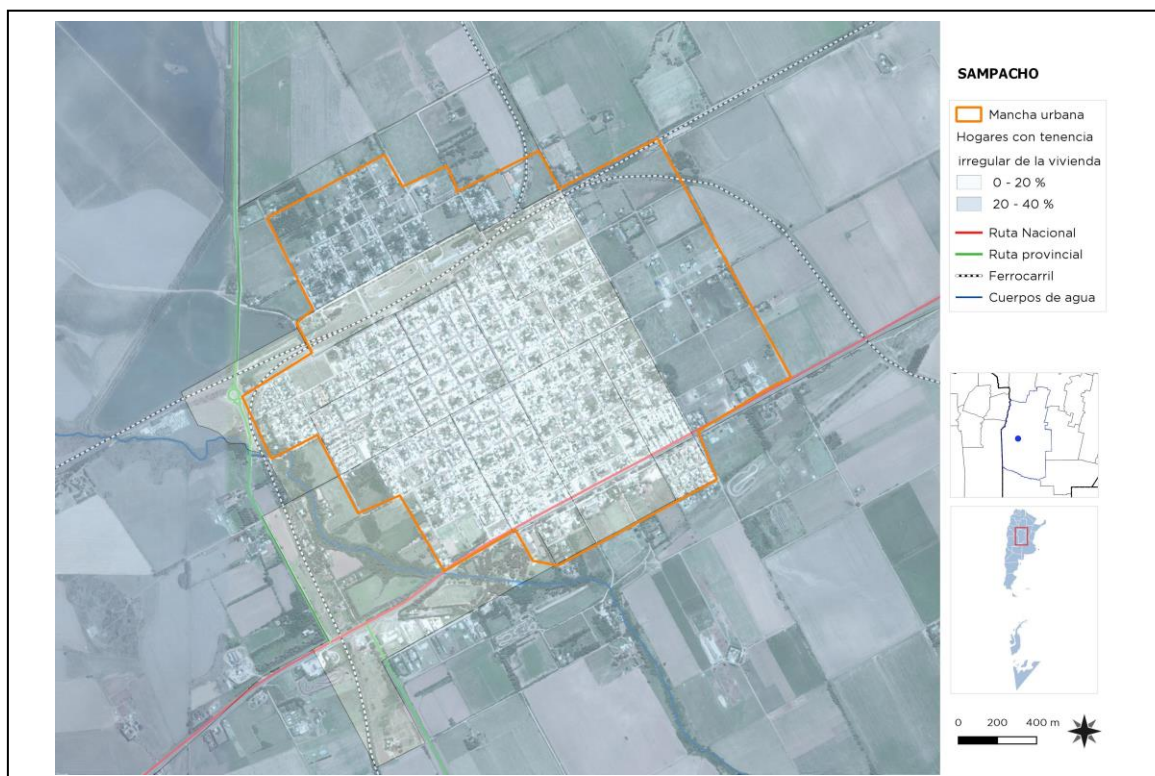 SAMPACHO
Mancha urbana
Hogares con tenencia
irregular de la vivienda
0 - 20 %
20 - 40 %
Ruta Nacional
Ruta provincial
Ferrocarril
Cuerpos de agua
0 200 400 m